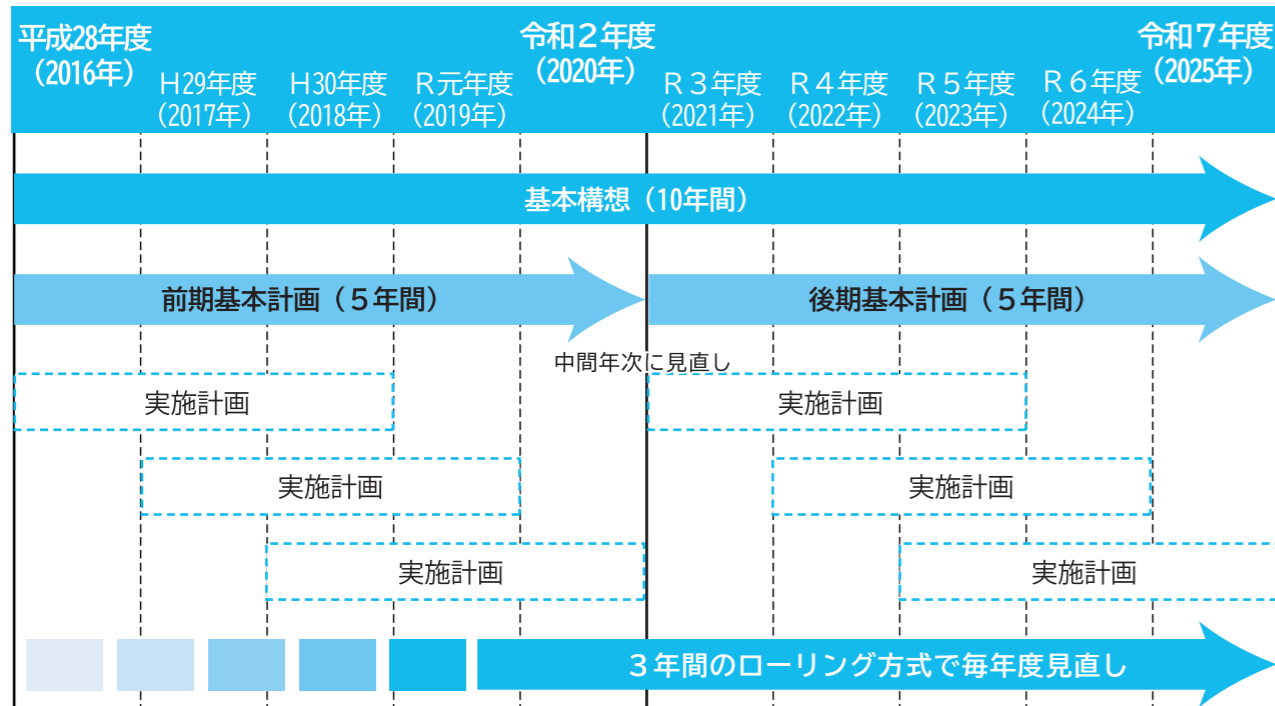 平成28年度
（2016年）
H29年度
（2017年）
H30年度
（2018年）
R元年度
（2019年）
令和２年度
（2020年）
R３年度
（2021年）
R４年度
（2022年）
R５年度
（2023年）
R６年度
（2024年）
令和７年度
（2025年）
基本構想（10年間）
前期基本計画（５年間）
後期基本計画（５年間）
中間年次に見直し
実施計画
実施計画
実施計画
実施計画
実施計画
実施計画
３年間のローリング方式で毎年度見直し